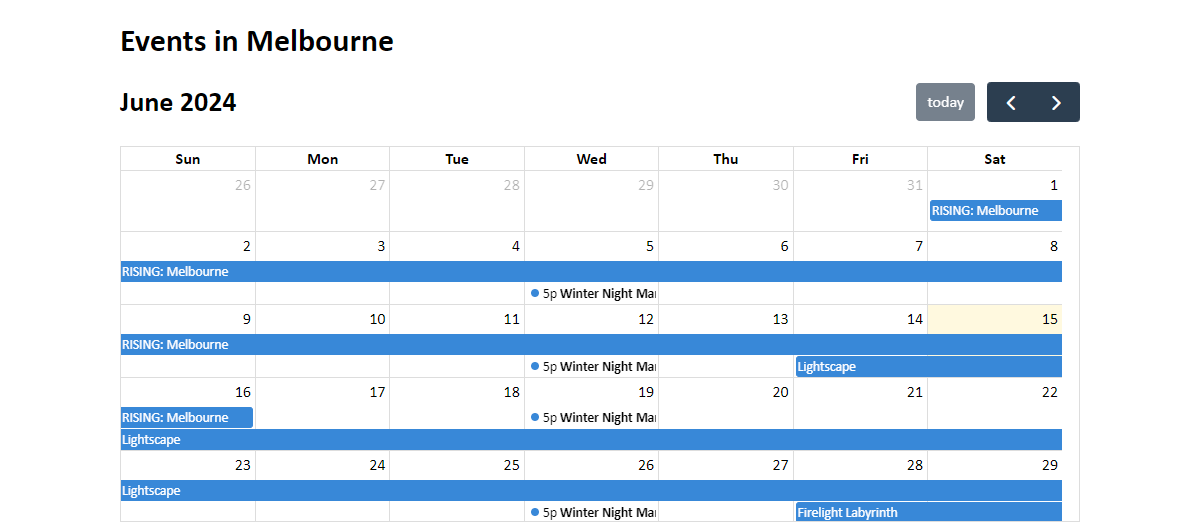 Events in Melbourne
June 2024
today
Sun Mon Tue Wed Thu Fri Sat
26 27 28 29 30 31 1
RISING: Melbourne
2 3 4 5 6 7 8
RISING: Melbourne
5p Winter Night Mar
9 10 11 12 13 14 15
RISING: Melbourne
5p Winter Night Mar
Lightscape
16 17 18 19 20 21 22
RISING: Melbourne
5p Winter Night Mar
Lightscape
23 24 25 26 27 28 29
Lightscape
5p Winter Night Mar
Firelight Labyrinth